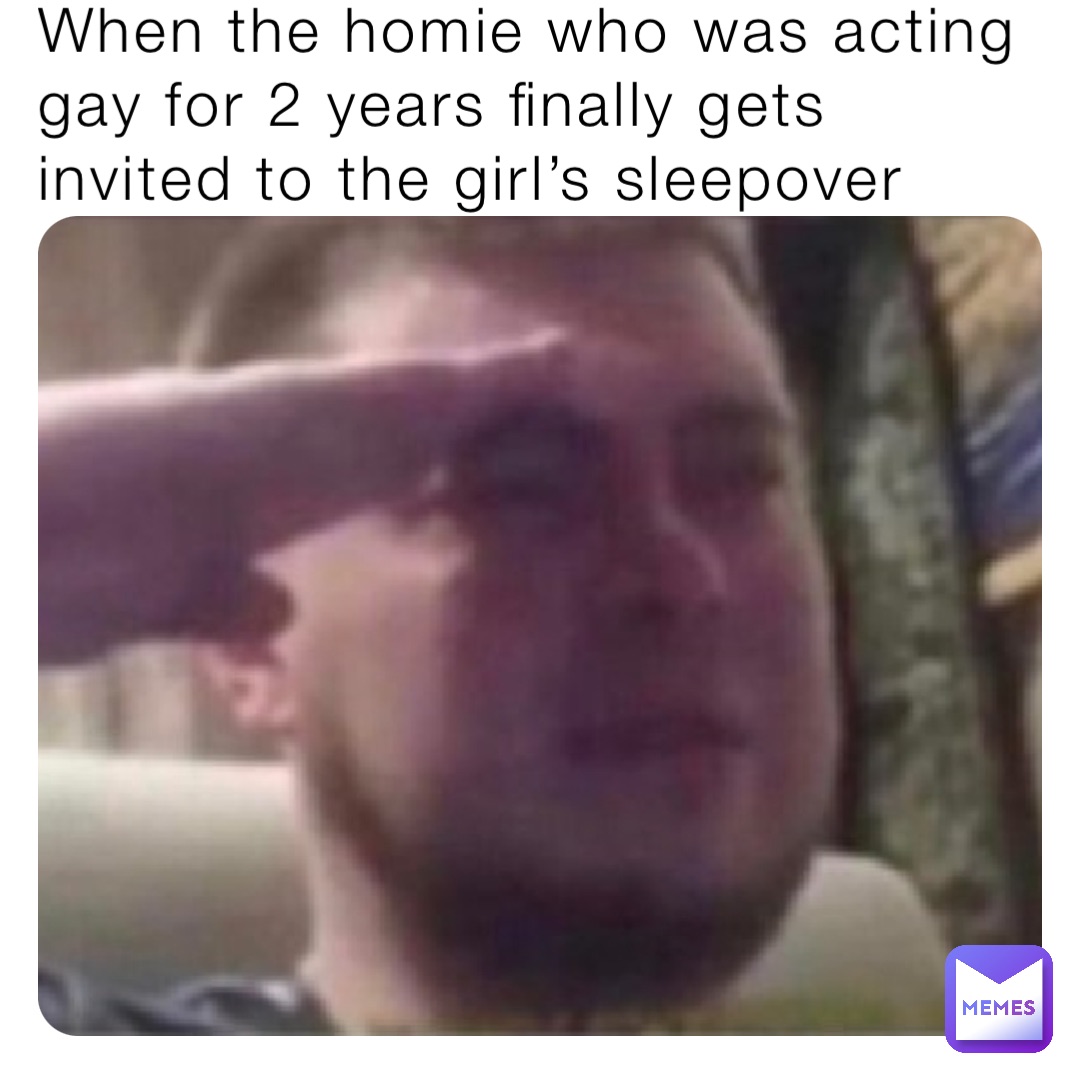 When the homie who was acting
gay for 2 years finally gets
invited to the girl’s sleepover
MEMES